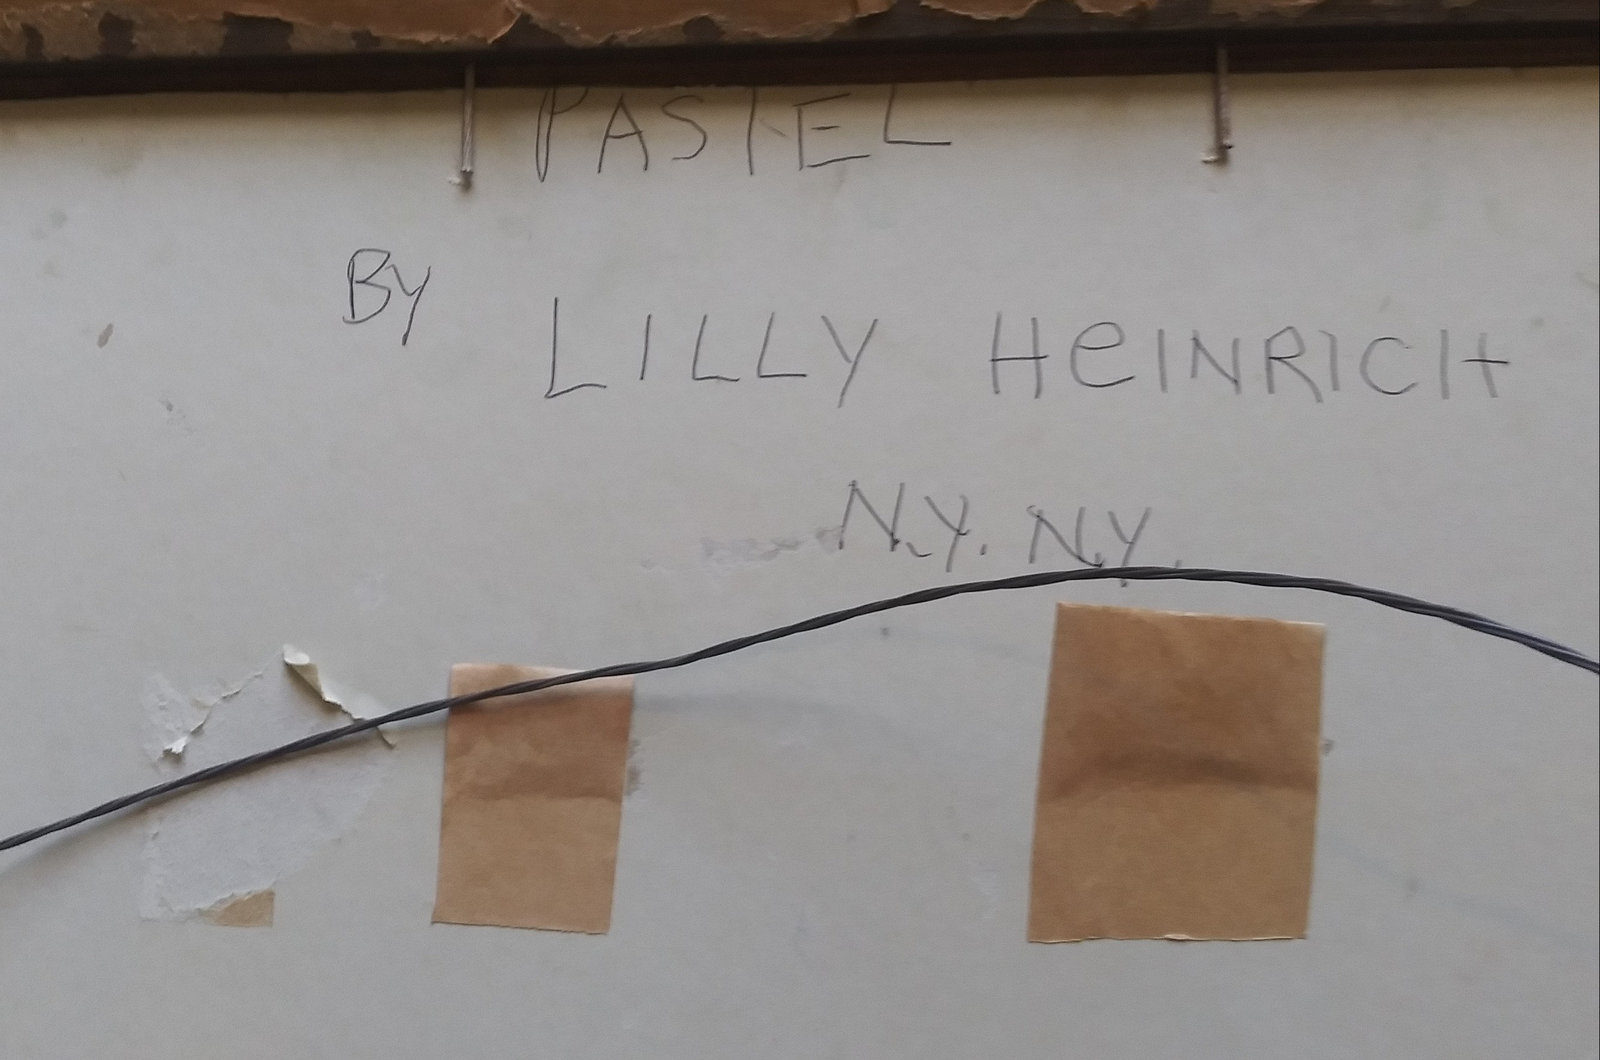 PASTEL
By
LILLY HeINRICH
N.Y. N.Y.